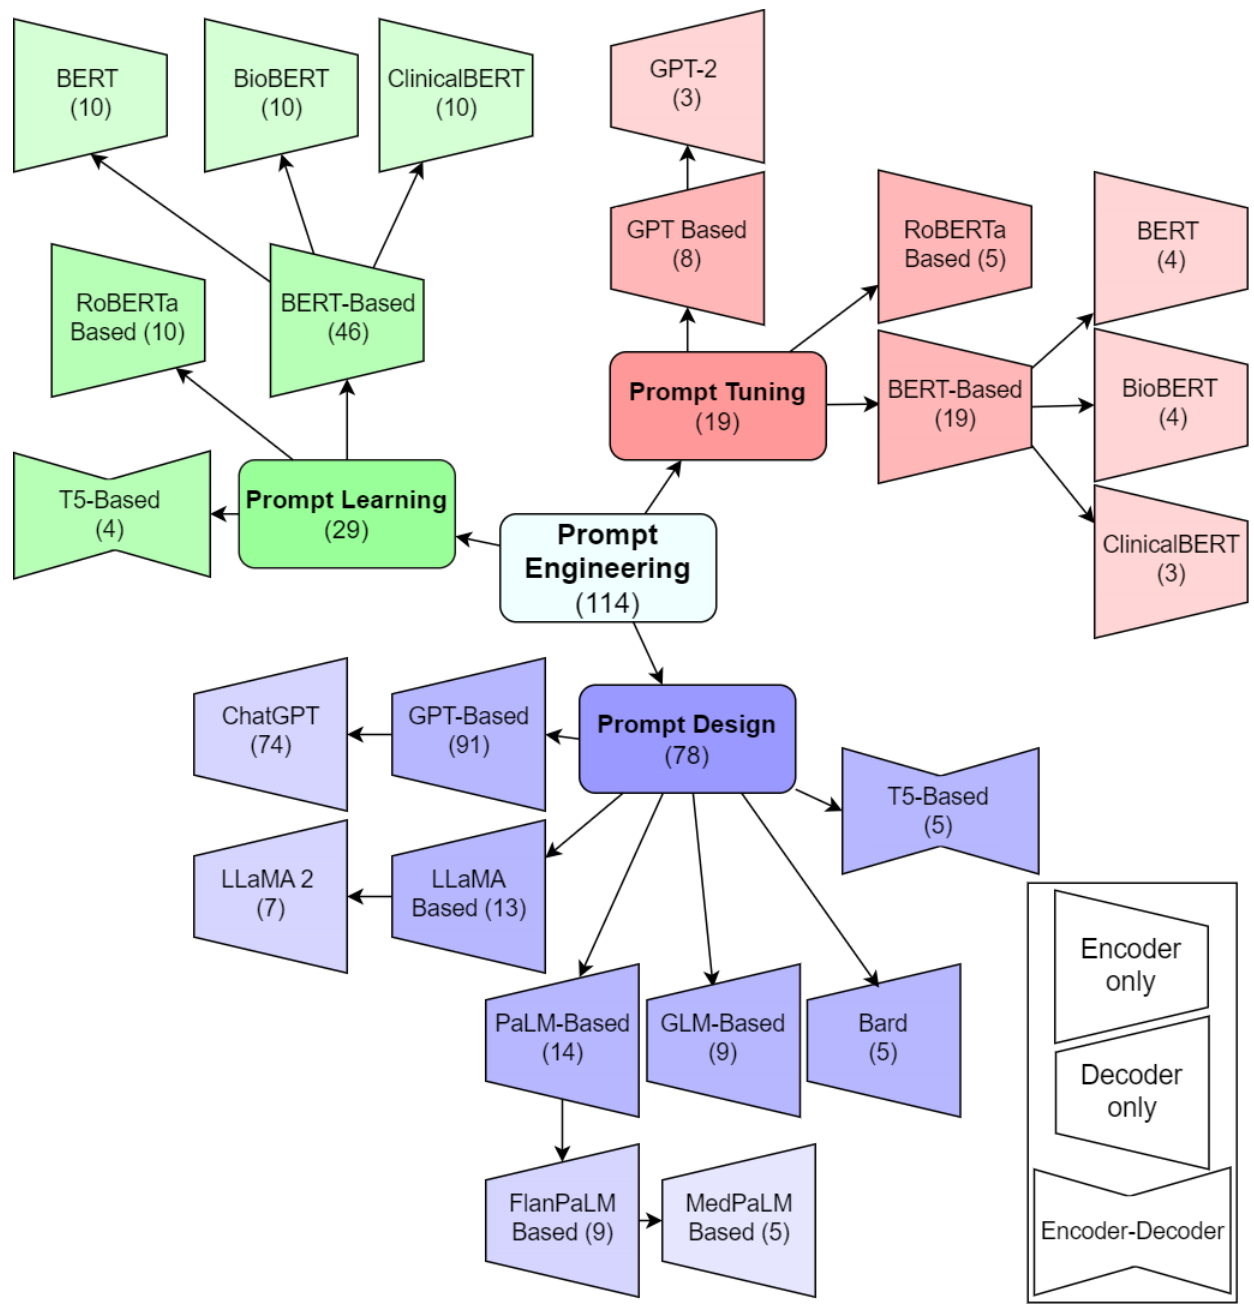 BERT
(10)
BioBERT
(10)
ClinicalBERT
(10)
RoBERTa
Based (10)
BERT-Based
(46)
T5-Based
(4)
Prompt Learning
(29)
GPT-2
(3)
GPT Based
(8)
RoBERTa
Based (5)
BERT
(4)
Prompt Tuning
(19)
BERT-Based
(19)
BioBERT
(4)
ClinicalBERT
(3)
Prompt
Engineering
(114)
Prompt Design
(78)
ChatGPT
(74)
GPT-Based
(91)
T5-Based
(5)
LLaMA 2
(7)
LLaMA
Based (13)
PaLM-Based
(14)
GLM-Based
(9)
Bard
(5)
FlanPaLM
Based (9)
MedPaLM
Based (5)
Encoder
only
Decoder
only
Encoder-Decoder